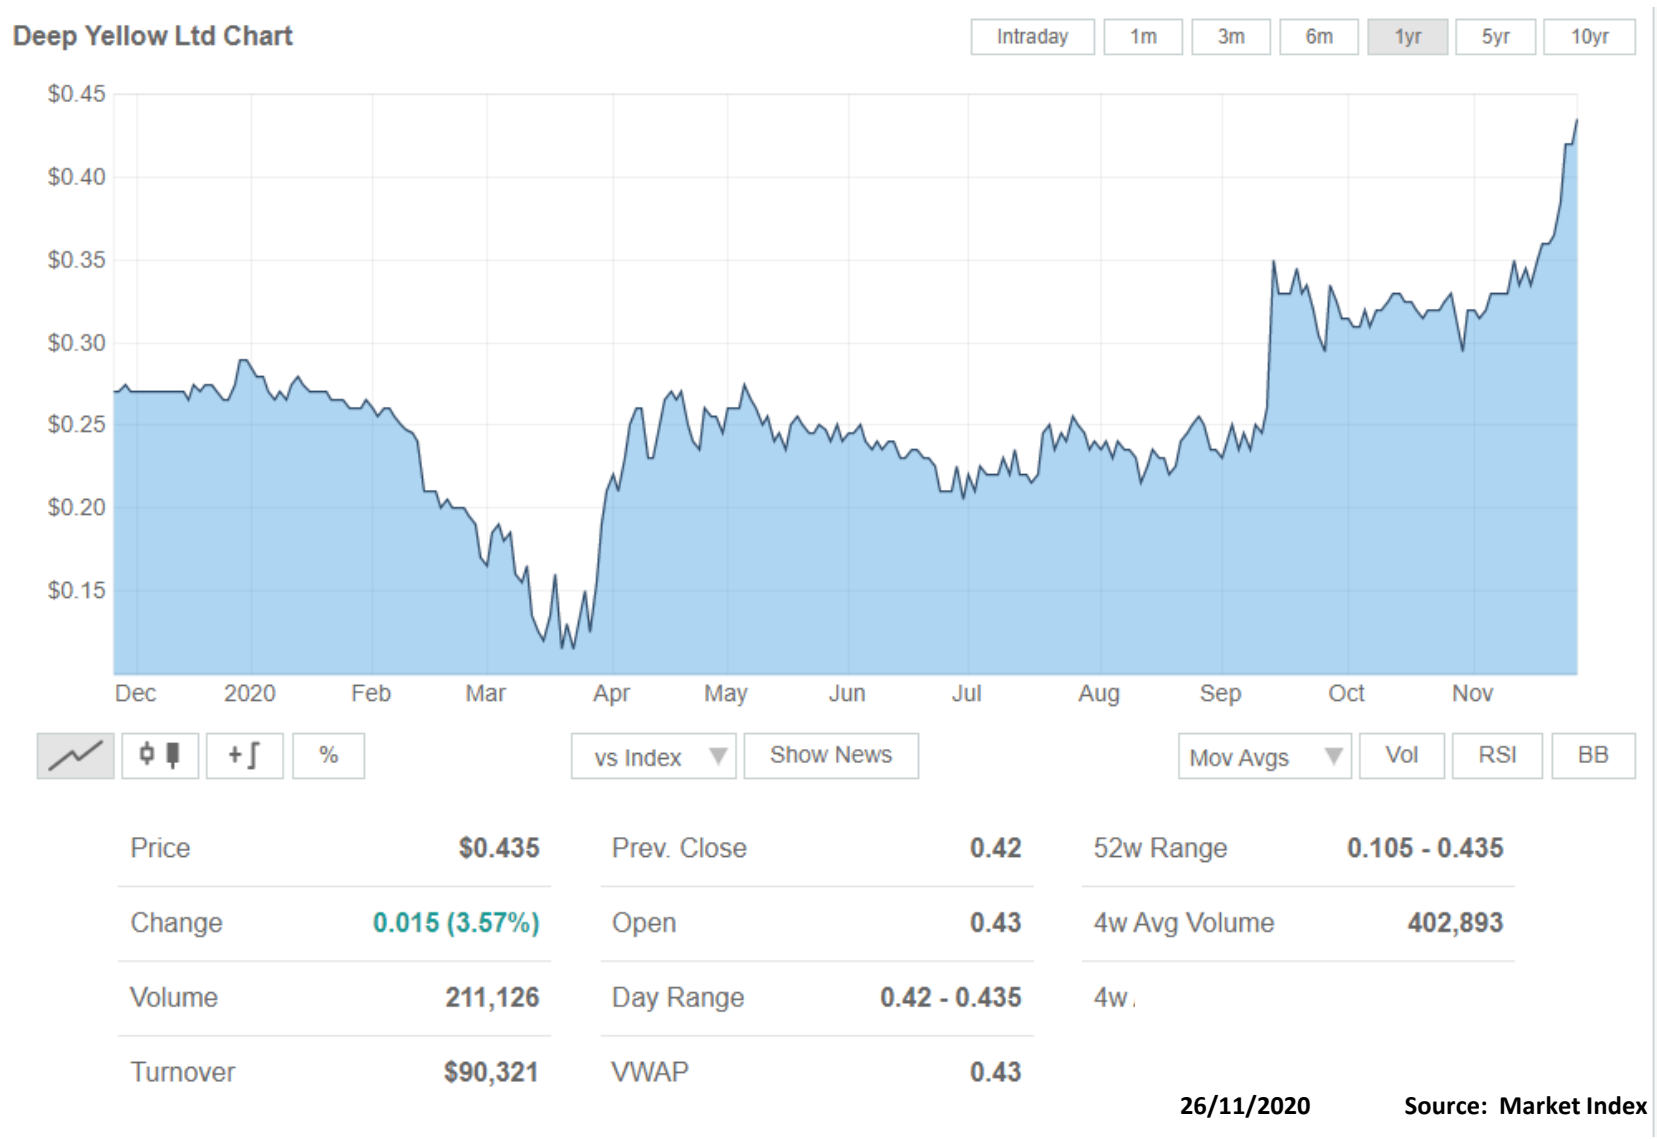 Deep Yellow Ltd Chart
Intraday 1m 3m 6m 1yr 5yr 10yr
$0.45
$0.40
$0.35
$0.30
$0.25
$0.20
$0.15
Dec 2020 Feb Mar Apr May Jun Jul Aug Sep Oct Nov
% vs Index Show News Mov Avgs Vol RSI BB
Price $0.435 Prev. Close 0.42 52w Range 0.105 - 0.435
Change 0.015 (3.57%) Open 0.43 4w Avg Volume 402,893
Volume 211,126 Day Range 0.42 - 0.435 4w
Turnover $90,321 VWAP 0.43
26/11/2020 Source: Market Index